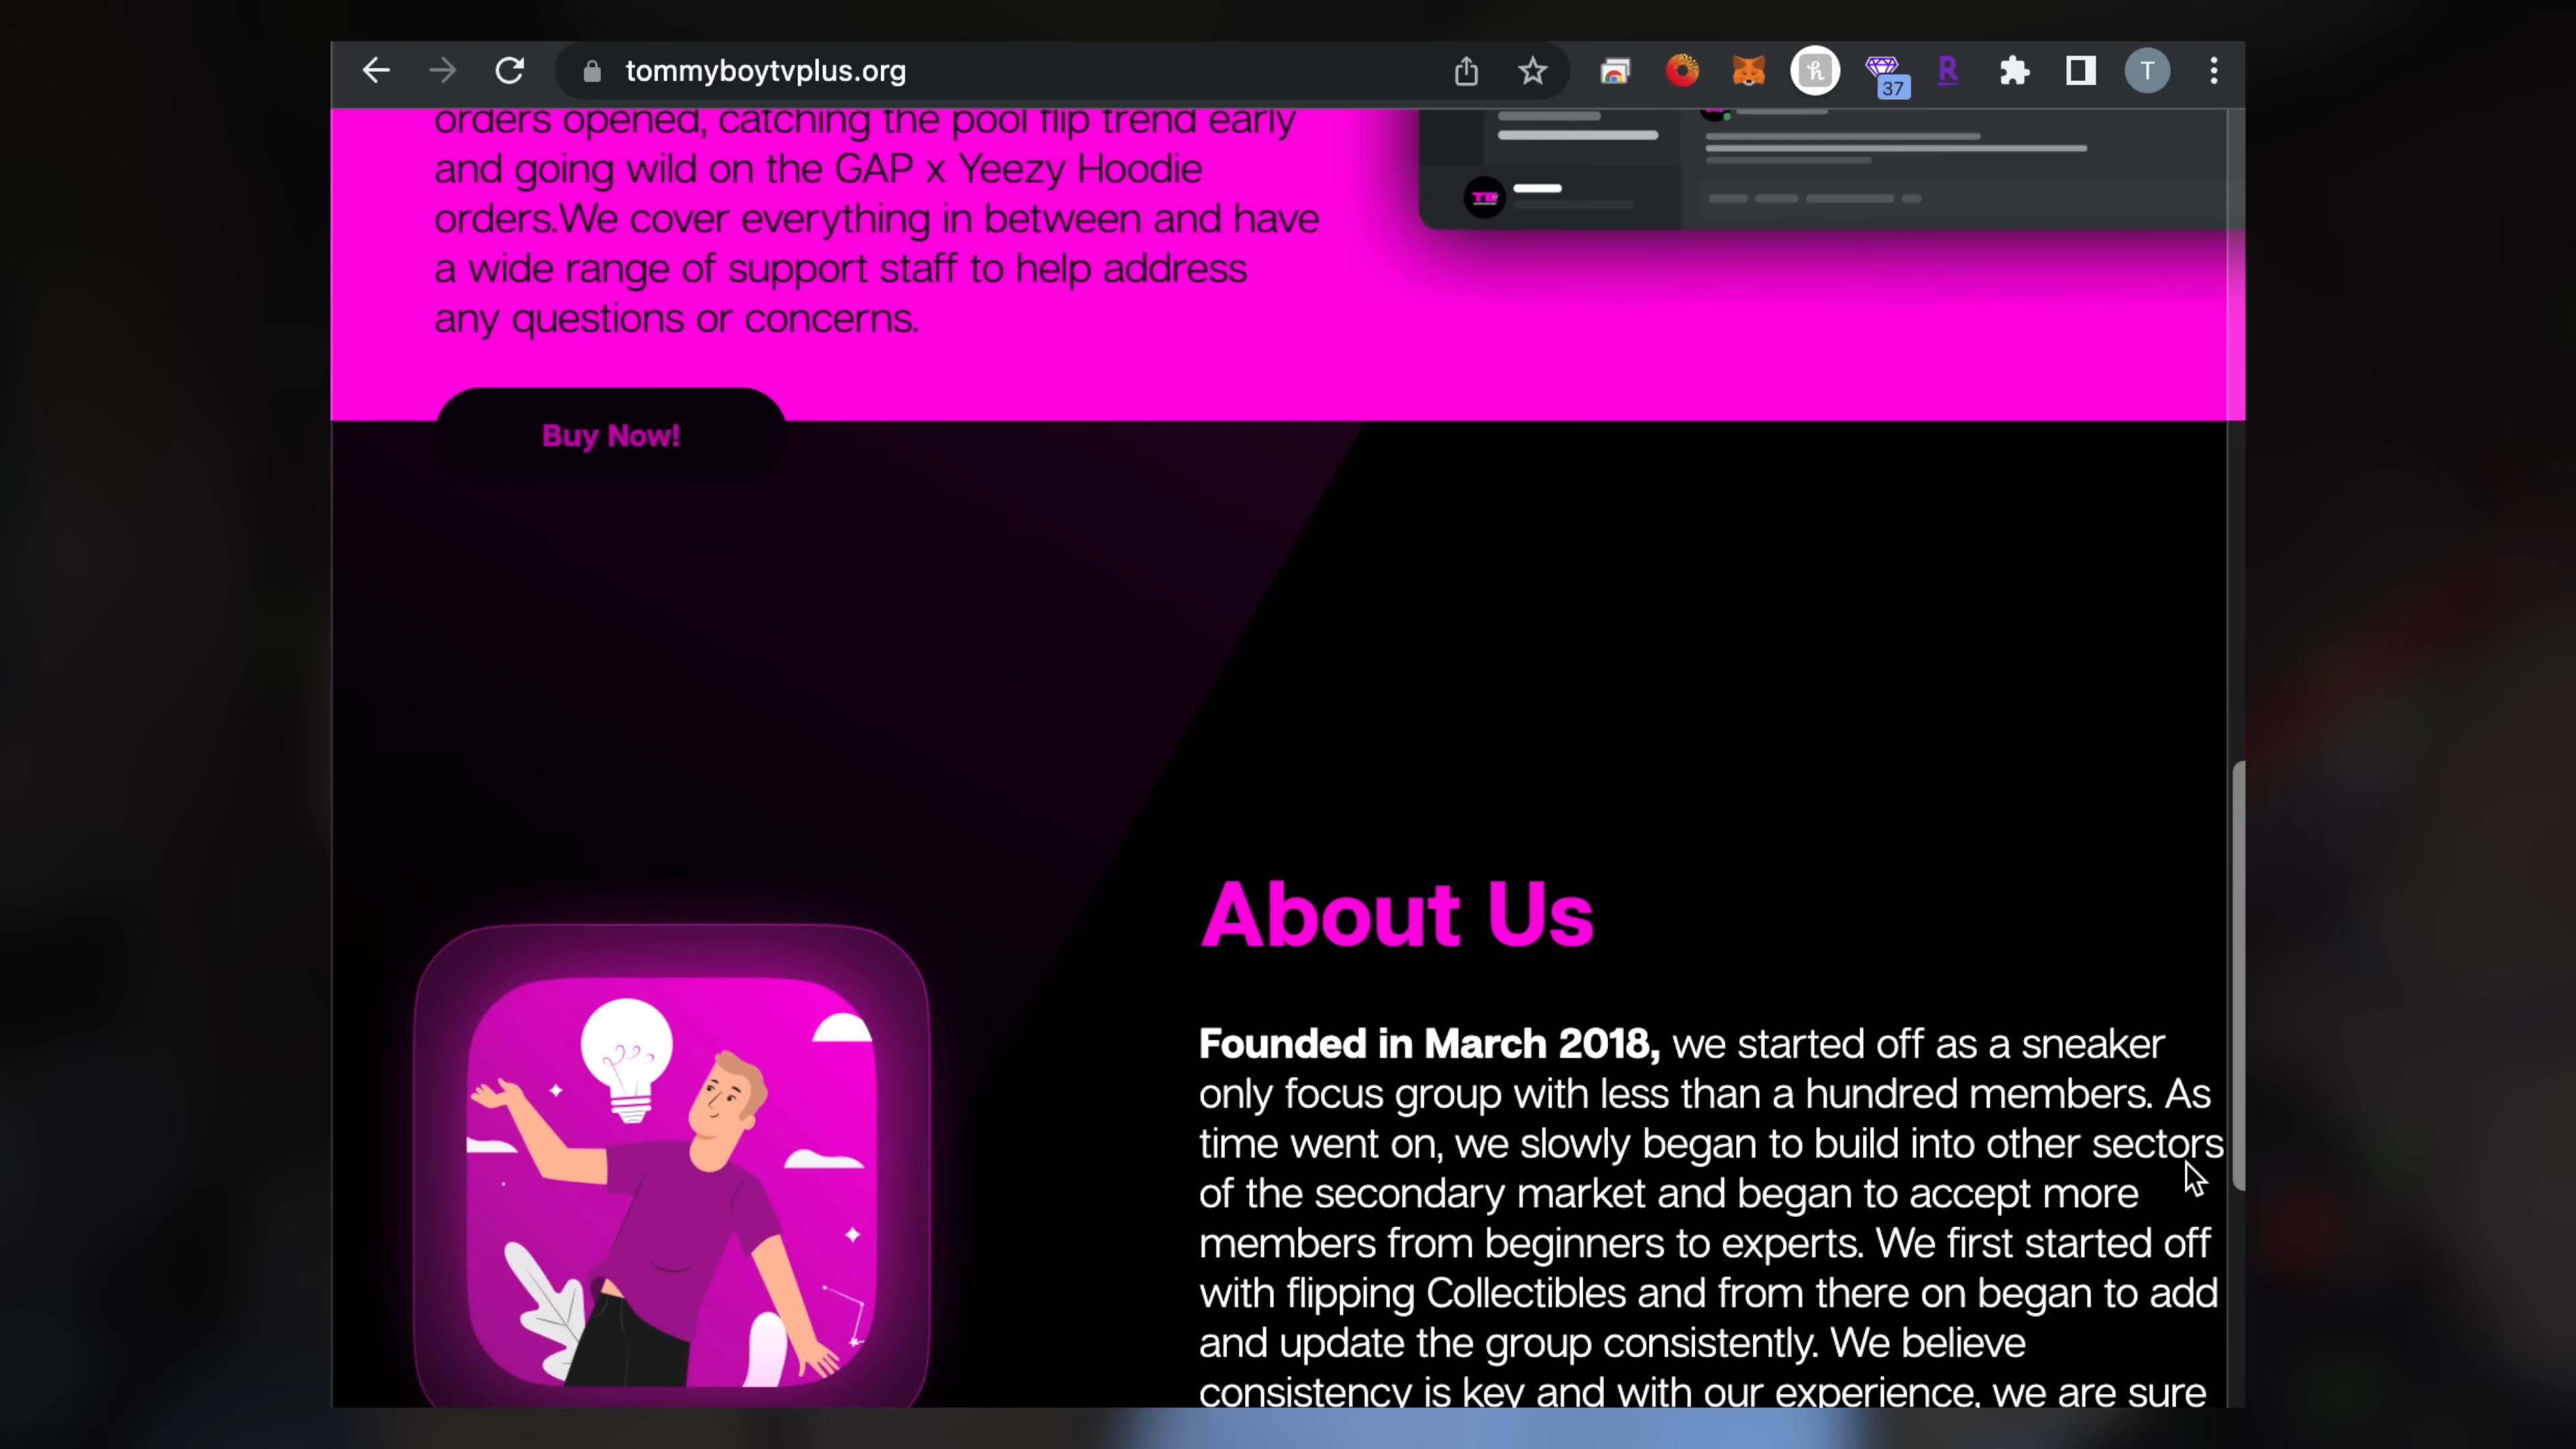 tommyboytvplus.org
37
R
T
orders opened, catching the pool flip trend early
and going wild on the GAP x Yeezy Hoodie
orders.We cover everything in between and have
a wide range of support staff to help address
any questions or concerns.
Buy Now!
About Us
Founded in March 2018, we started off as a sneaker
only focus group with less than a hundred members. As
time went on, we slowly began to build into other sectors
of the secondary market and began to accept more
members from beginners to experts. We first started off
with flipping Collectibles and from there on began to add
and update the group consistently. We believe
consistency is key and with our experience, we are sure